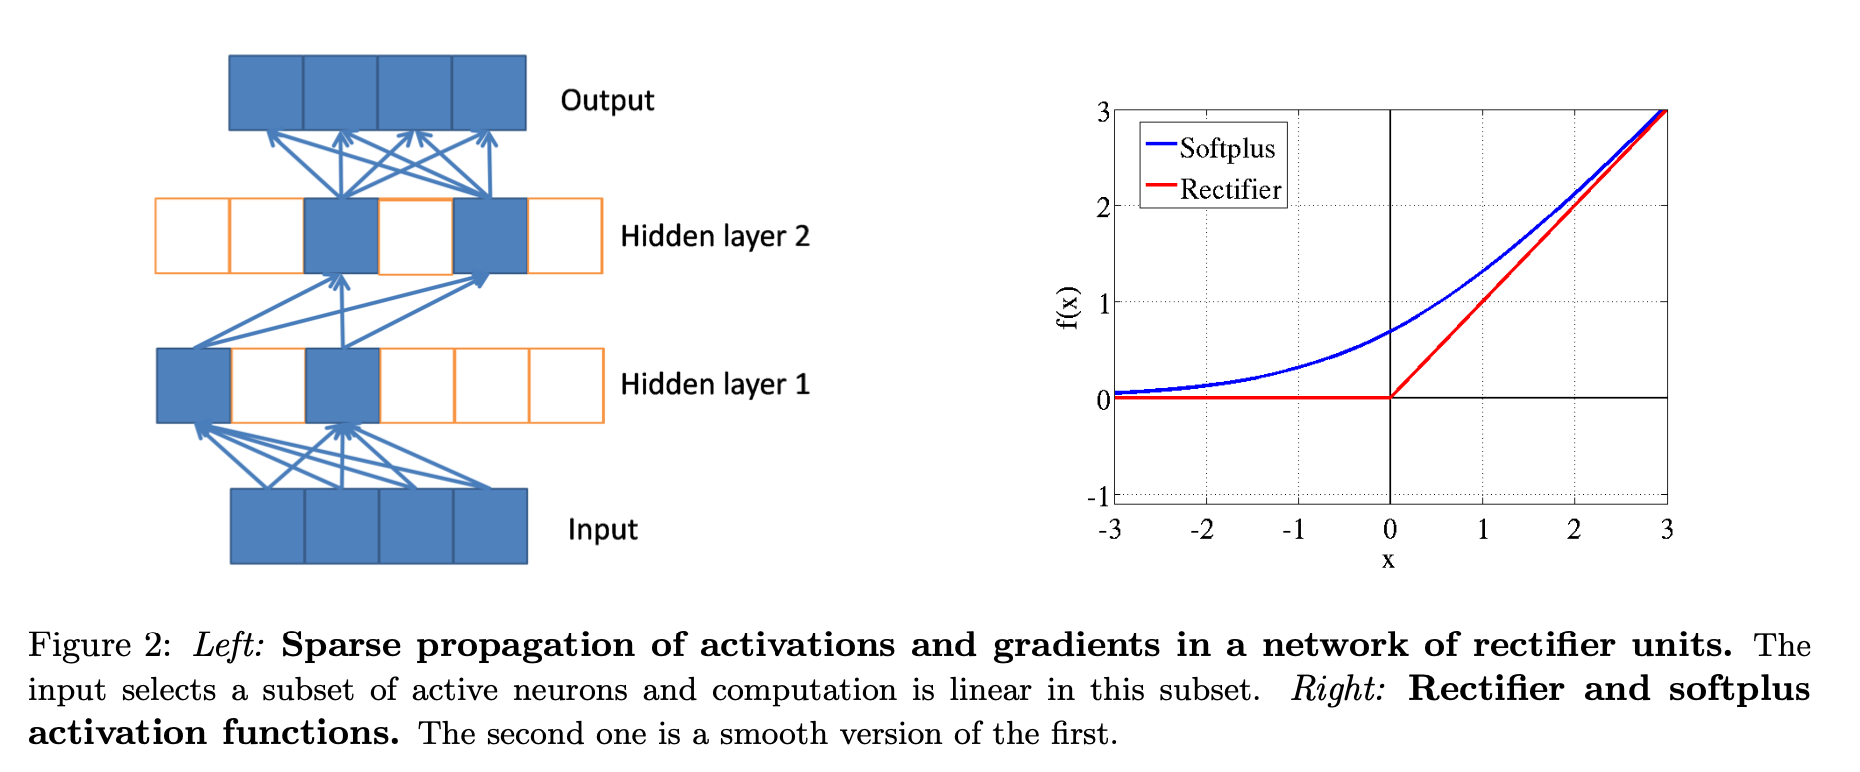 Output
Hidden layer 2
Hidden layer 1
Input
3
2
1
0
-1
f(x)
Softplus
Rectifier
-3 -2 -1 0 1 2 3
x
Figure 2: Left: Sparse propagation of activations and gradients in a network of rectifier units. The
input selects a subset of active neurons and computation is linear in this subset. Right: Rectifier and softplus
activation functions. The second one is a smooth version of the first.